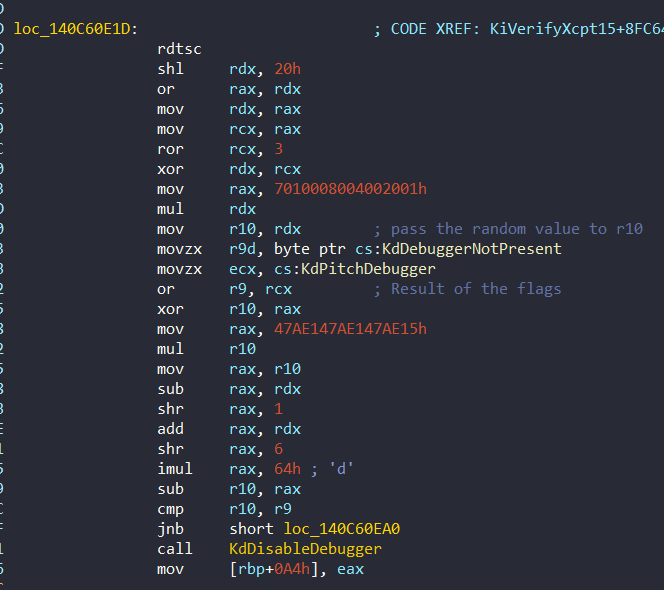 loc_140C60E1D: ; CODE XREF: KiVerifyXcpt15+8FC6
rdtsc
shl rdx, 20h
or rax, rdx
mov rdx, rax
mov rcx, rax
ror rcx, 3
xor rdx, rcx
mov rax, 7010008004002001h
mul rdx
mov r10, rdx ; pass the random value to r10
movzx r9d, byte ptr cs:KdDebuggerNotPresent
movzx ecx, cs:KdPitchDebugger
or r9, rcx ; Result of the flags
xor r10, rax
mov rax, 47AE147AE147AE15h
mul r10
mov rax, r10
sub rax, rdx
shr rax, 1
add rax, rdx
shr rax, 6
imul rax, 64h ; 'd'
sub r10, rax
cmp r10, r9
jnb short loc_140C60EA0
call KdDisableDebugger
mov [rbp+0A4h], eax